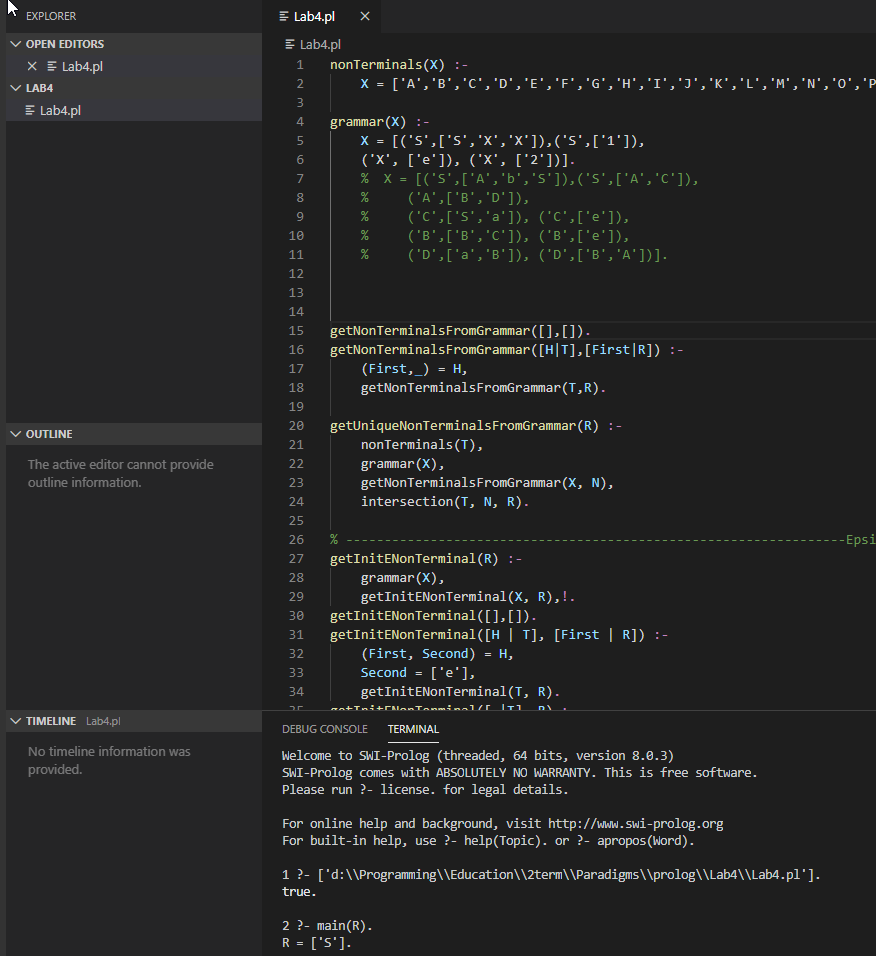 EXPLORER
OPEN EDITORS
Lab4.pl
LAB4
Lab4.pl
OUTLINE
The active editor cannot provide
outline information.
TIMELINE Lab4.pl
No timeline information was
provided.
Lab4.pl
Lab4.pl
1 nonTerminals(X) :-
2 X = ['A','B','C','D','E','F','G','H','I','J','K','L','M','N','O','P
3
4 grammar(X) :-
5 X = [('S',['S','X','X']),('S',['1']),
6 ('X', ['e']), ('X', ['2'])].
7 % X = [('S',['A','b','S']),('S',['A','C']),
8 % ('A',['B','D']),
9 % ('C',['S','a']), ('C',['e']),
10 % ('B',['B','C']), ('B',['e']),
11 % ('D',['a','B']), ('D',['B','A'])].
12
13
14
15 getNonTerminalsFromGrammar([],[]).
16 getNonTerminalsFromGrammar([H|T],[First|R]) :-
17 (First,_) = H,
18 getNonTerminalsFromGrammar(T,R).
19
20 getUniqueNonTerminalsFromGrammar(R) :-
21 nonTerminals(T),
22 grammar(X),
23 getNonTerminalsFromGrammar(X, N),
24 intersection(T, N, R).
25
26 % -----------------------------------------------------------------Epsi
27 getInitENonTerminal(R) :-
28 grammar(X),
29 getInitENonTerminal(X, R),!.
30 getInitENonTerminal([],[]).
31 getInitENonTerminal([H | T], [First | R]) :-
32 (First, Second) = H,
33 Second = ['e'],
34 getInitENonTerminal(T, R).
35 getInitENonTerminal([_|T], R) :-
DEBUG CONSOLE TERMINAL
Welcome to SWI-Prolog (threaded, 64 bits, version 8.0.3)
SWI-Prolog comes with ABSOLUTELY NO WARRANTY. This is free software.
Please run ?- license. for legal details.
For online help and background, visit http://www.swi-prolog.org
For built-in help, use ?- help(Topic). or ?- apropos(Word).
1 ?- ['d:\\Programming\\Education\\2term\\Paradigms\\prolog\\Lab4\\Lab4.pl'].
true.
2 ?- main(R).
R = ['S'].